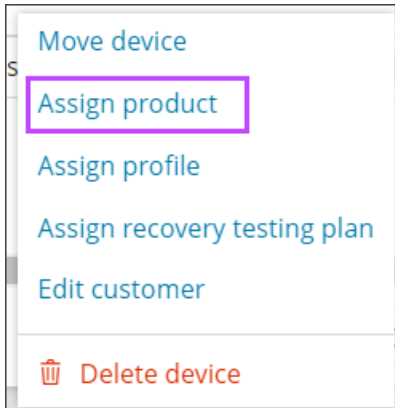 Move device
s
Assign product
Assign profile
Assign recovery testing plan
Edit customer
Delete device